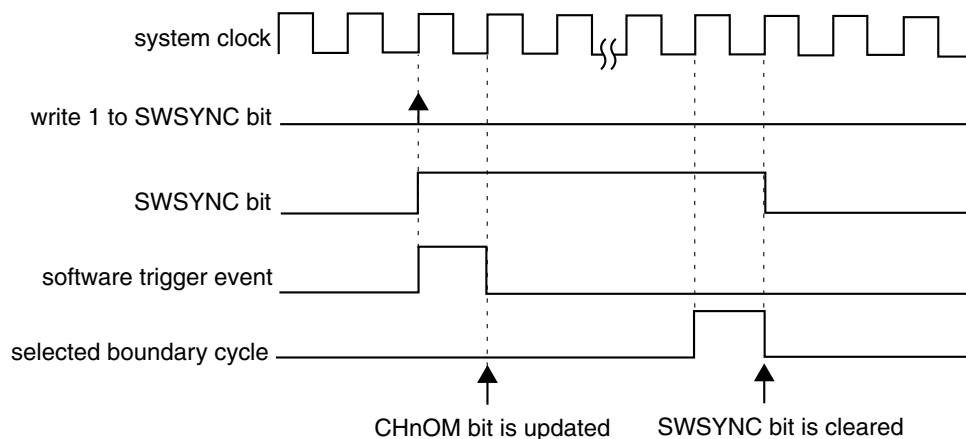 system clock
write 1 to SWSYNC bit
SWSYNC bit
software trigger event
selected boundary cycle
CHnOM bit is updated
SWSYNC bit is cleared